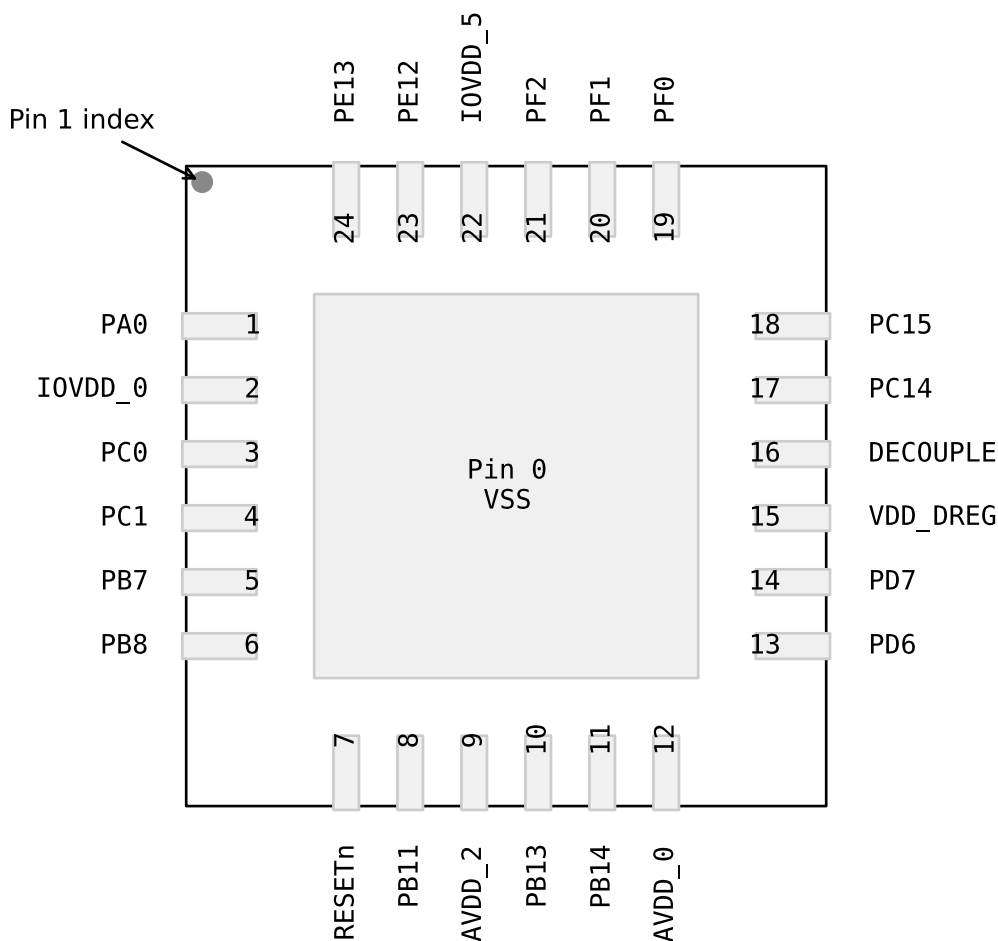 PE13
PE12
IOVDD_5
PF2
PF1
PF0
Pin 1 index
24
23
22
21
20
19
PA0 1
18 PC15
IOVDD_0 2
17 PC14
PC0 3
16 DECOUPLE
Pin 0
VSS
PC1 4
15 VDD_DREG
PB7 5
14 PD7
PB8 6
13 PD6
7
8
9
10
11
12
RESETn
PB11
AVDD_2
PB13
PB14
AVDD_0